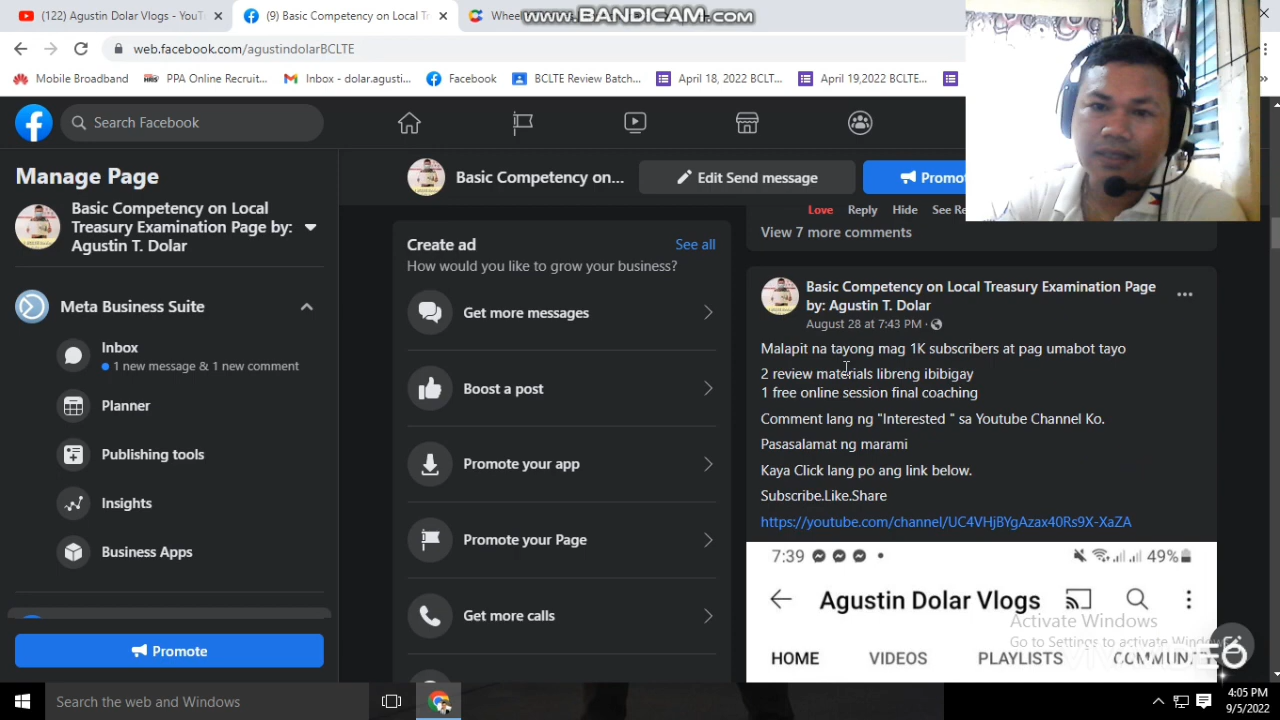 (122) Agustin Dolar Vlogs - YouT
(9) Basic Competency on Local Tr
Whee
www.BANDICAM.com
web.facebook.com/agustindolarBCLTE
Mobile Broadband
PPA Online Recruit...
Inbox - dolar.agusti...
Facebook
BCLTE Review Batch...
April 18, 2022 BCLT...
April 19,2022 BCLTE...
Search Facebook
Manage Page
Basic Competency on Local
Treasury Examination Page by:
Agustin T. Dolar
Meta Business Suite
Inbox
1 new message & 1 new comment
Planner
Publishing tools
Insights
Business Apps
Promote
Basic Competency on...
Edit Send message
Promo
Create ad
See all
How would you like to grow your business?
Get more messages
Boost a post
Promote your app
Promote your Page
Get more calls
Love
Reply
Hide
See Re
View 7 more comments
Basic Competency on Local Treasury Examination Page
by: Agustin T. Dolar
August 28 at 7:43 PM
Malapit na tayong mag 1K subscribers at pag umabot tayo
2 review materials libreng ibibigay
1 free online session final coaching
Comment lang ng "Interested " sa Youtube Channel Ko.
Pasasalamat ng marami
Kaya Click lang po ang link below.
Subscribe.Like.Share
https://youtube.com/channel/UC4VHjBYgAzax40Rs9X-XaZA
7:39
49%
Agustin Dolar Vlogs
HOME
VIDEOS
PLAYLISTS
COMMUN
Activate Windows
Go to Settings to activate Windo
Search the web and Windows
4:05 PM
9/5/2022